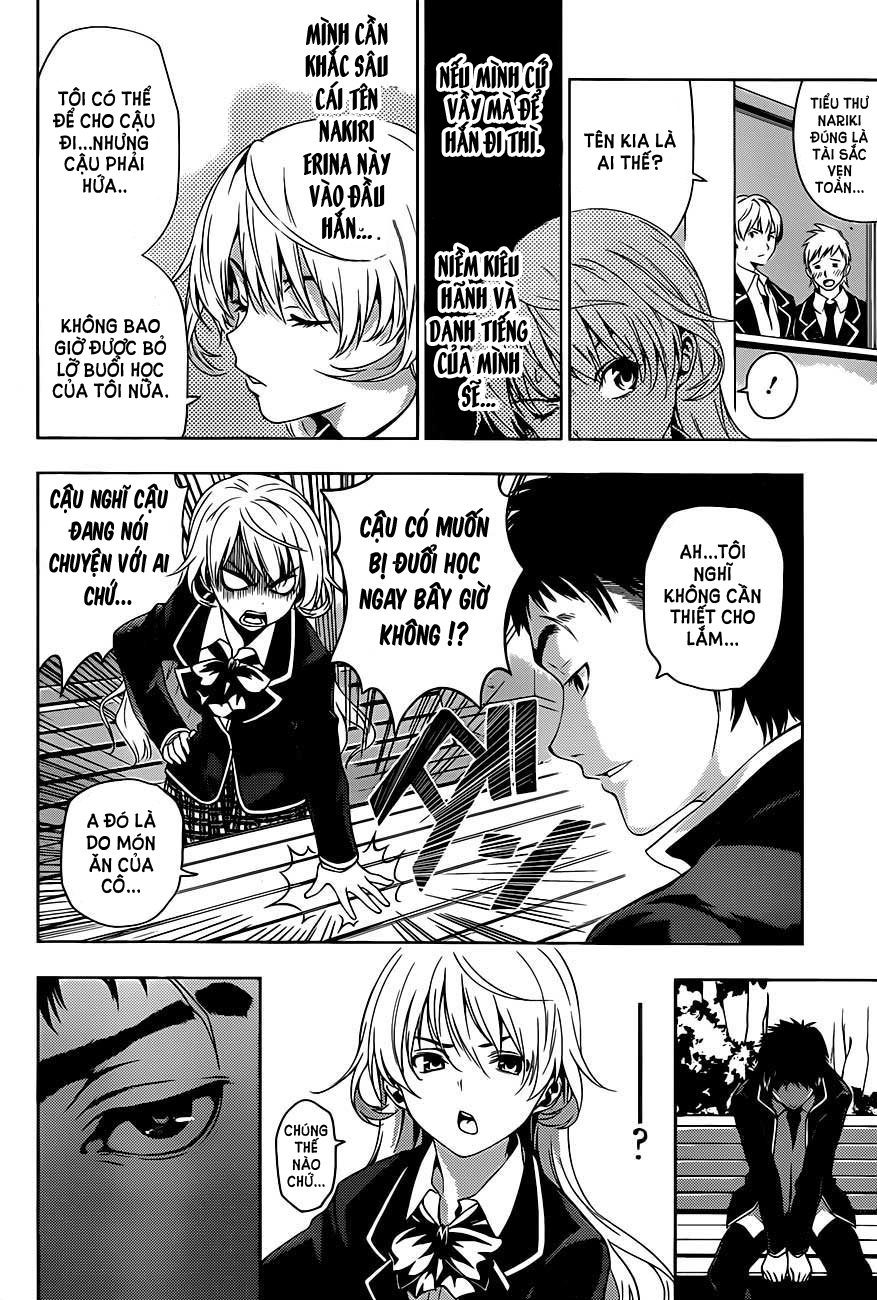 TIỂU THƯ
NARIKI
ĐÚNG LÀ
TÀI SẮC
VẸN
TOẦN...
TÊN KIA LÀ
AI THẾ?
!
NẾU MÌNH CỨ
VẦY MÀ ĐỂ
HẮN ĐI THÌ.
NIỀM KIÊU
HÃNH VÀ
DANH TIẾNG
CỦA MÌNH
SẼ...
MÌNH CẦN
KHẮC SÂU
CÁI TÊN
NAKIRI
ERINA NÀY
VÀO ĐẦU
HẮN...
TÔI CÓ THỂ
ĐỂ CHO CẬU
ĐI...NHƯNG
CẬU PHẢI
HỨA..
KHÔNG BAO
GIỜ ĐƯỢC BỎ
LỠ BUỔI HỌC
CỦA TÔI NỮA.
AH...TÔI
NGHĨ
KHÔNG CẦN
THIẾT CHO
LẮM...
CẬU CÓ MUỐN
BỊ ĐUỔI HỌC
NGAY BÂY GIỜ
KHÔNG !?
CẬU NGHĨ CẬU
ĐANG NÓI
CHUYỆN VỚI AI
CHỨ...
A ĐÓ LÀ
DO MÓN
ĂN CỦA
CÔ...
?
CHÚNG
THẾ
NÀO
CHỨ...